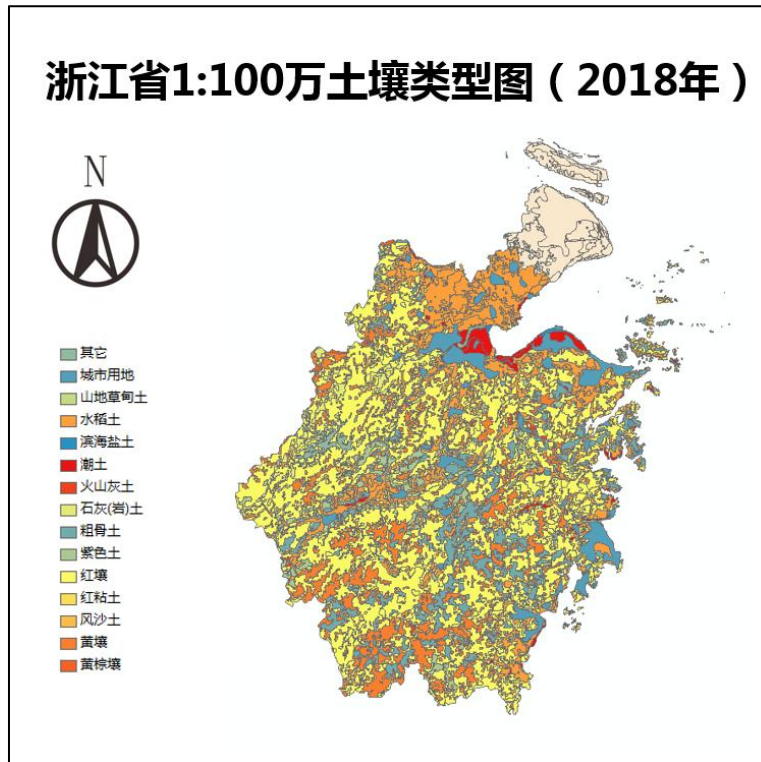 浙江省1:100万土壤类型图（2018年）
N
其它
城市用地
山地草甸土
水稻土
滨海盐土
潮土
火山灰土
石灰(岩)土
粗骨土
紫色土
红壤
红粘土
风沙土
黄壤
黄棕壤